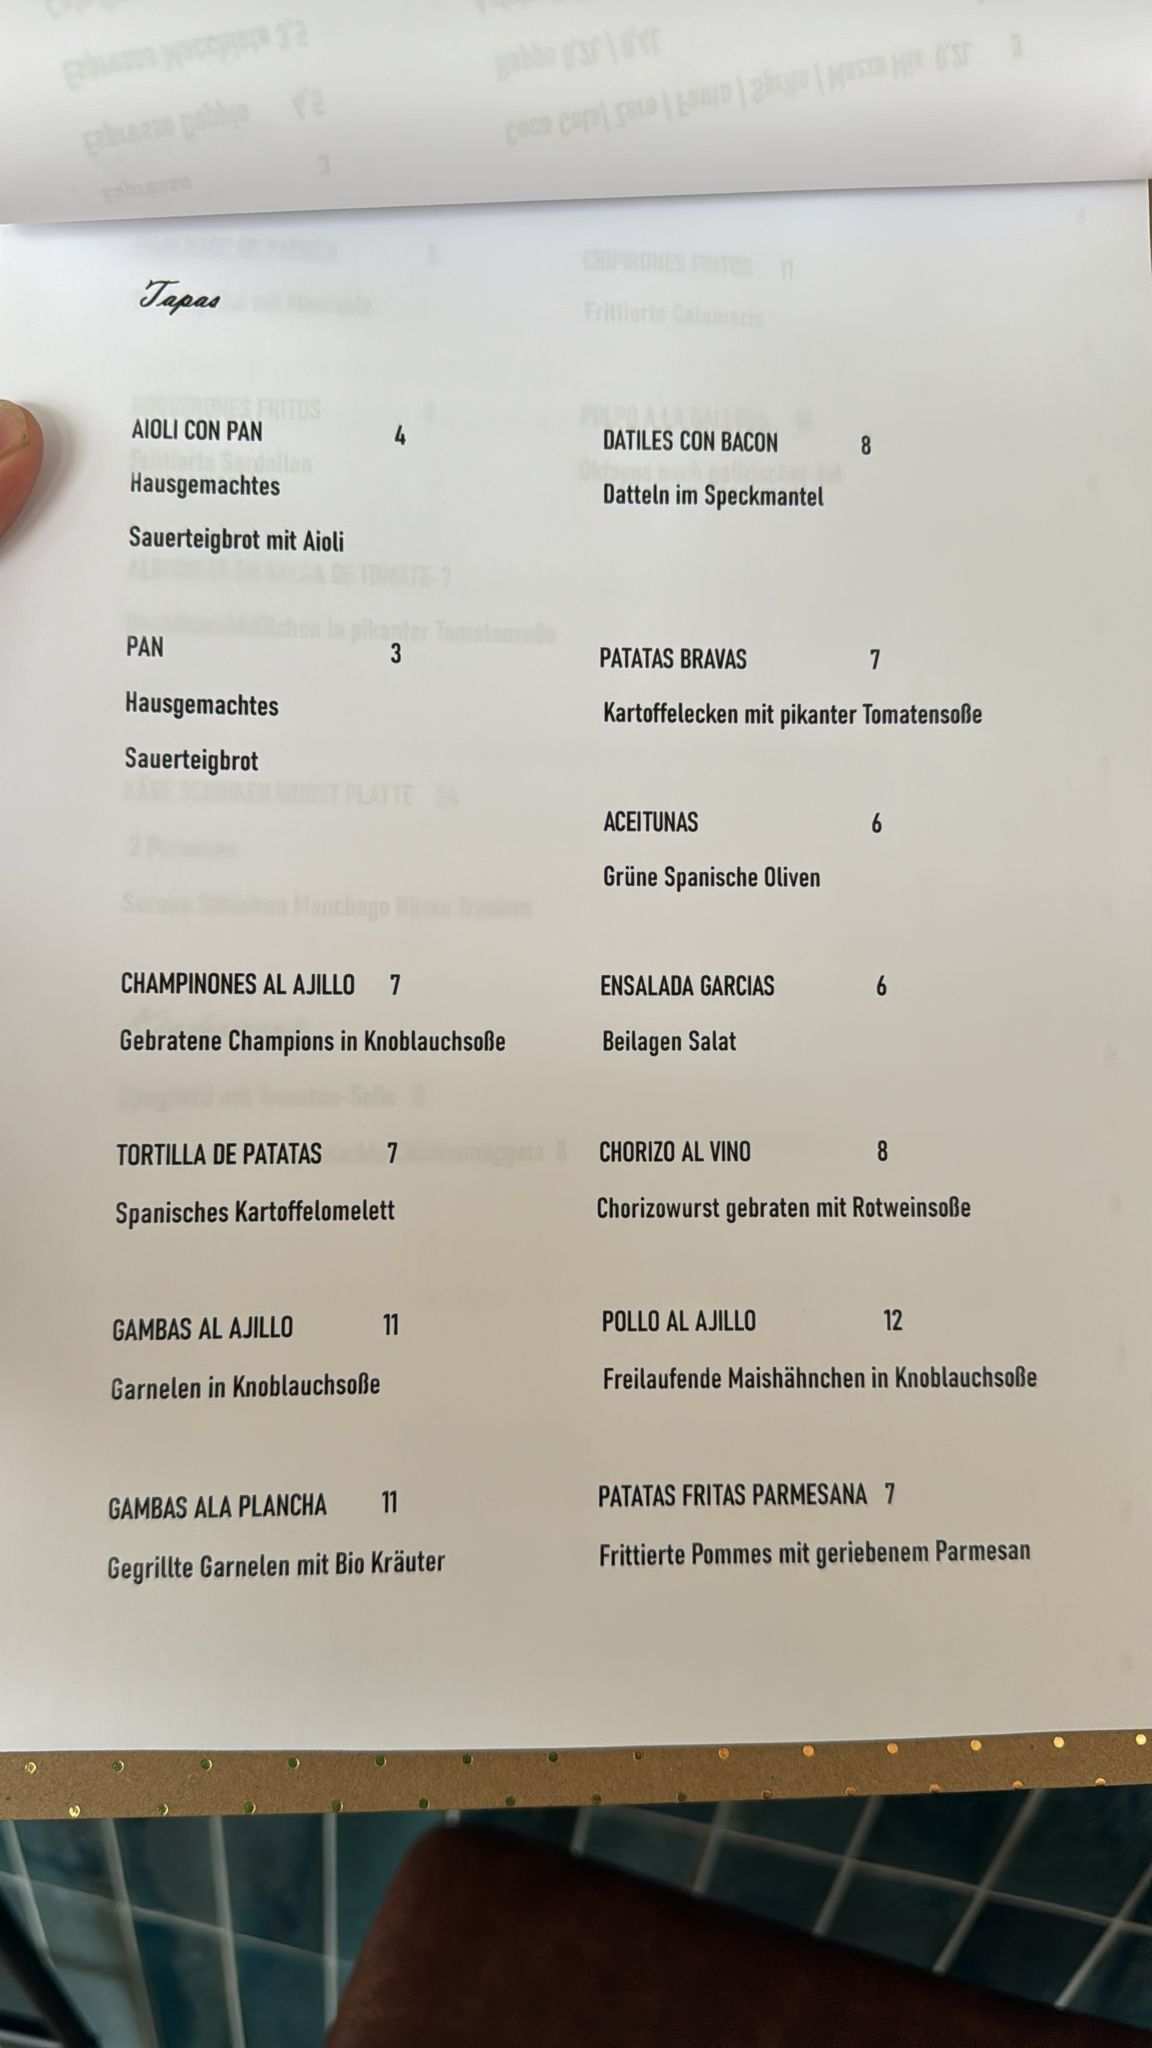 Tapas
AIOLI CON PAN 4
Hausgemachtes
Sauerteigbrot mit Aioli
PAN 3
Hausgemachtes
Sauerteigbrot
CHAMPINONES AL AJILLO 7
Gebratene Champions in Knoblauchsoße
TORTILLA DE PATATAS 7
Spanisches Kartoffelomelett
GAMBAS AL AJILLO 11
Garnelen in Knoblauchsoße
GAMBAS ALA PLANCHA 11
Gegrillte Garnelen mit Bio Kräuter
DATILES CON BACON 8
Datteln im Speckmantel
PATATAS BRAVAS 7
Kartoffelecken mit pikanter Tomatensoße
ACEITUNAS 6
Grüne Spanische Oliven
ENSALADA GARCIAS 6
Beilagen Salat
CHORIZO AL VINO 8
Chorizowurst gebraten mit Rotweinsoße
POLLO AL AJILLO 12
Freilaufende Maishähnchen in Knoblauchsoße
PATATAS FRITAS PARMESANA 7
Frittierte Pommes mit geriebenem Parmesan